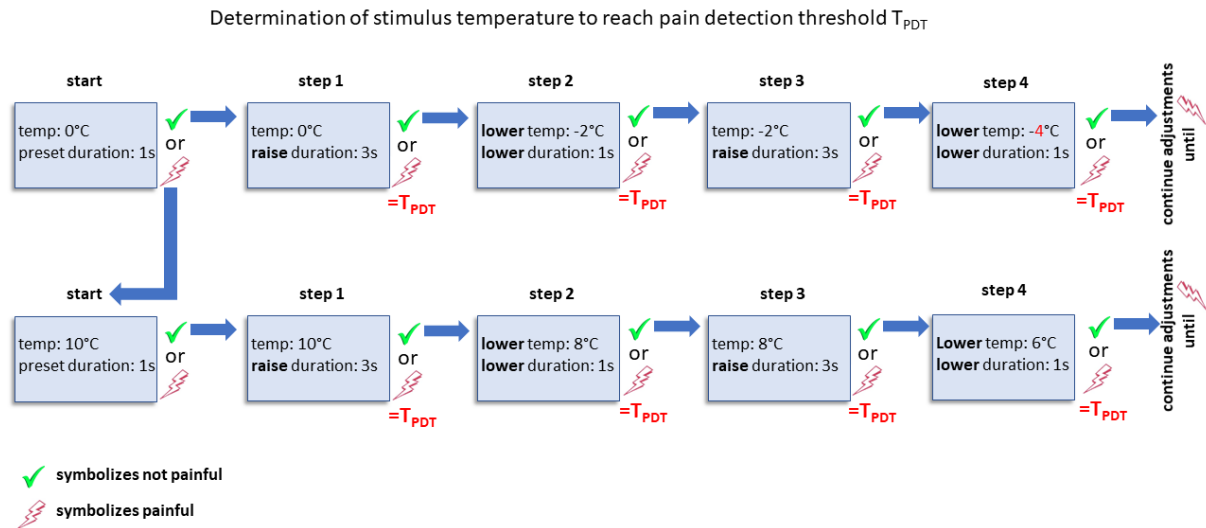 Determination of stimulus temperature to reach pain detection threshold TPDT
start
temp: 0°C
preset duration: 1s
or
step 1
temp: 0°C
raise duration: 3s
or
=TPDT
step 2
lower temp: -2°C
lower duration: 1s
or
=TPDT
step 3
temp: -2°C
raise duration: 3s
or
=TPDT
step 4
lower temp: -4°C
lower duration: 1s
or
=TPDT
continue adjustments
until
start
temp: 10°C
preset duration: 1s
or
step 1
temp: 10°C
raise duration: 3s
or
=TPDT
step 2
lower temp: 8°C
lower duration: 1s
or
=TPDT
step 3
temp: 8°C
raise duration: 3s
or
=TPDT
step 4
Lower temp: 6°C
lower duration: 1s
or
=TPDT
continue adjustments
until
symbolizes not painful
symbolizes painful